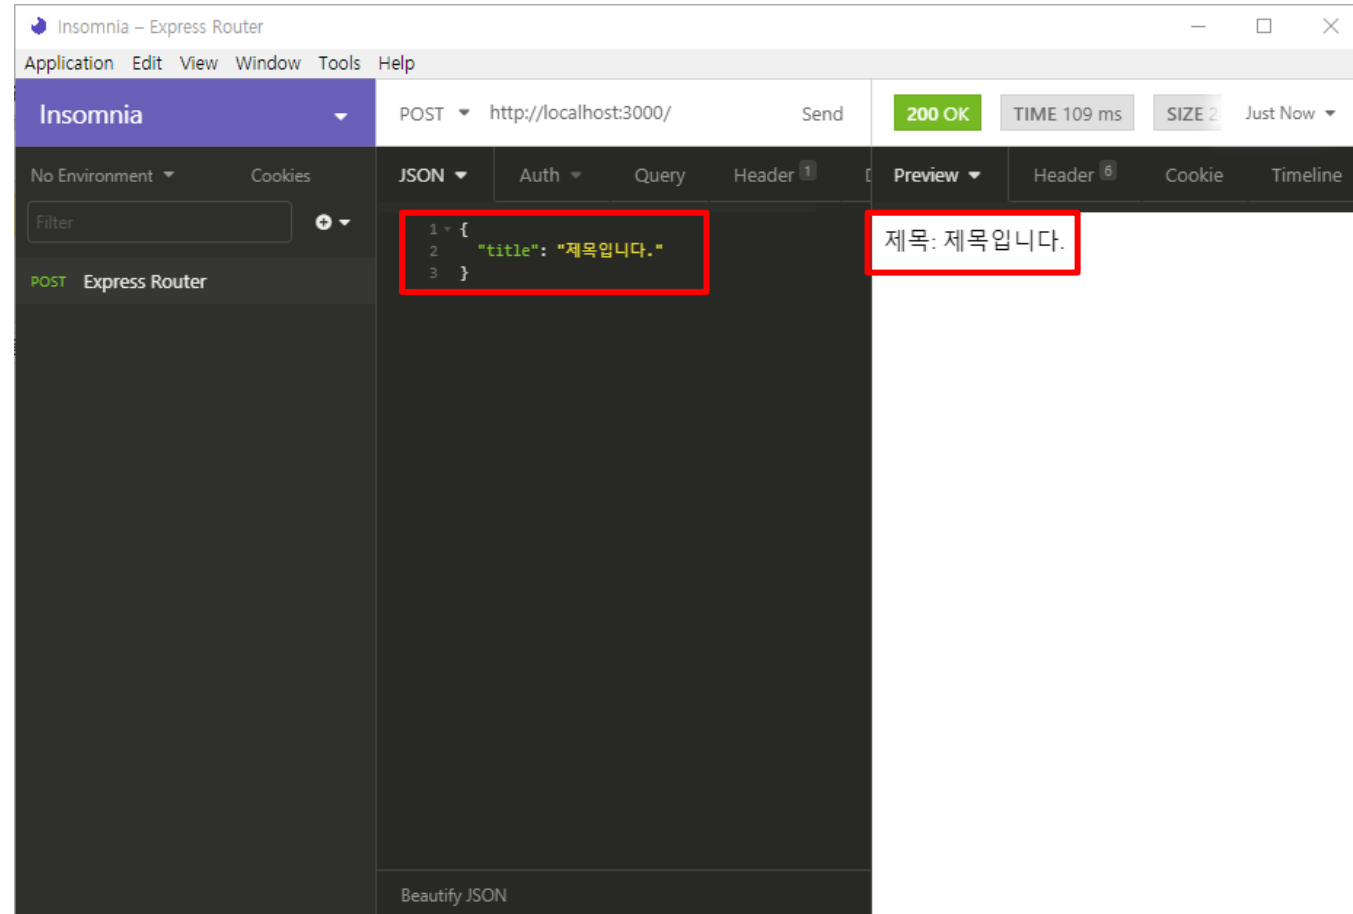 Insomnia – Express Router
Application Edit View Window Tools Help
Insomnia
POST http://localhost:3000/ Send
200 OK TIME 109 ms SIZE 2 Just Now
No Environment Cookies
JSON Auth Query Header 1
Preview Header 6 Cookie Timeline
Filter
POST Express Router
1 {
2 "title": "제목입니다."
3 }
제목: 제목입니다.
Beautify JSON